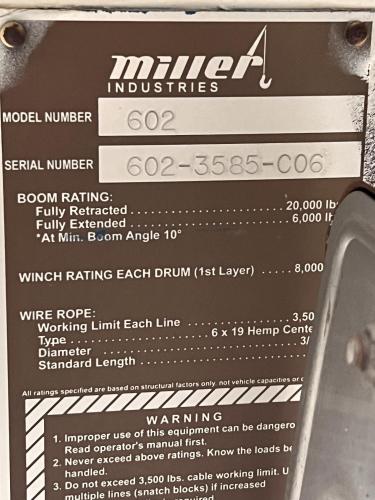 miller
INDUSTRIES
MODEL NUMBER 602
SERIAL NUMBER 602-3585-C06
BOOM RATING:
Fully Retracted . . . . . . . . . . . . . . . . . . . . . . 20,000 lbs
Fully Extended . . . . . . . . . . . . . . . . . . . . . . . 6,000
*At Min. Boom Angle 10°
WINCH RATING EACH DRUM (1st Layer) . . . . . 8,000
WIRE ROPE:
Working Limit Each Line . . . . . . . . . . . . . . . . 3,50
Type . . . . . . . . . . . . . . . . . . . . . . 6 x 19 Hemp Cente
Diameter . . . . . . . . . . . . . . . . . . . . . . . . . . . . 3/
Standard Length . . . . . . . . . . . . . . . . . . . .
All ratings specified are based on structural factors only, not vehicle capacities or
WARNING
1. Improper use of this equipment can be dangero
Read operator's manual first.
2. Never exceed above ratings. Know the loads be
handled.
3. Do not exceed 3,500 lbs. cable working limit. U
multiple lines (snatch blocks) if increased